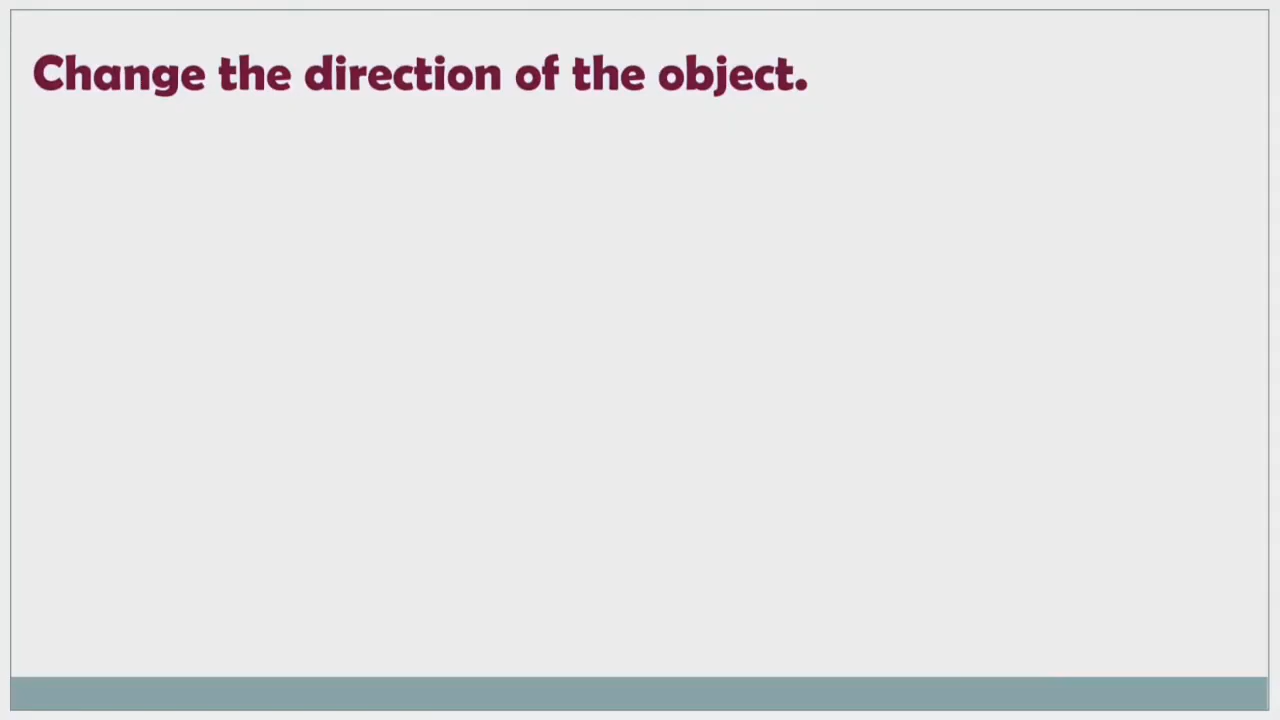 Change the direction of the object.